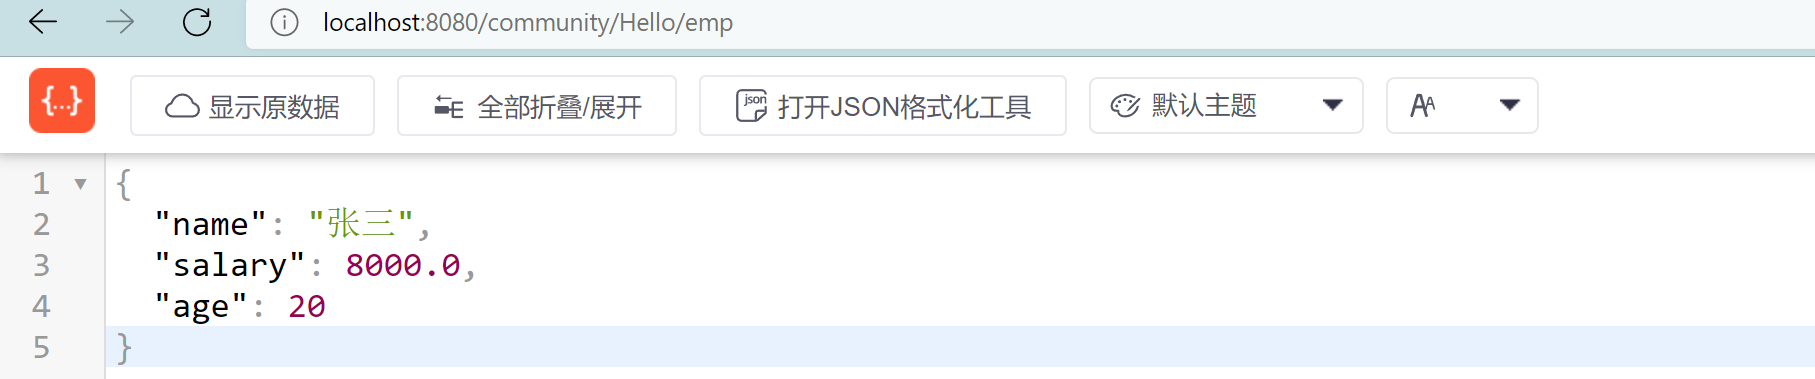 localhost:8080/community/Hello/emp
{...} 显示原数据 全部折叠/展开 json 打开JSON格式化工具 默认主题 AA
1 {
2 "name": "张三",
3 "salary": 8000.0,
4 "age": 20
5 }